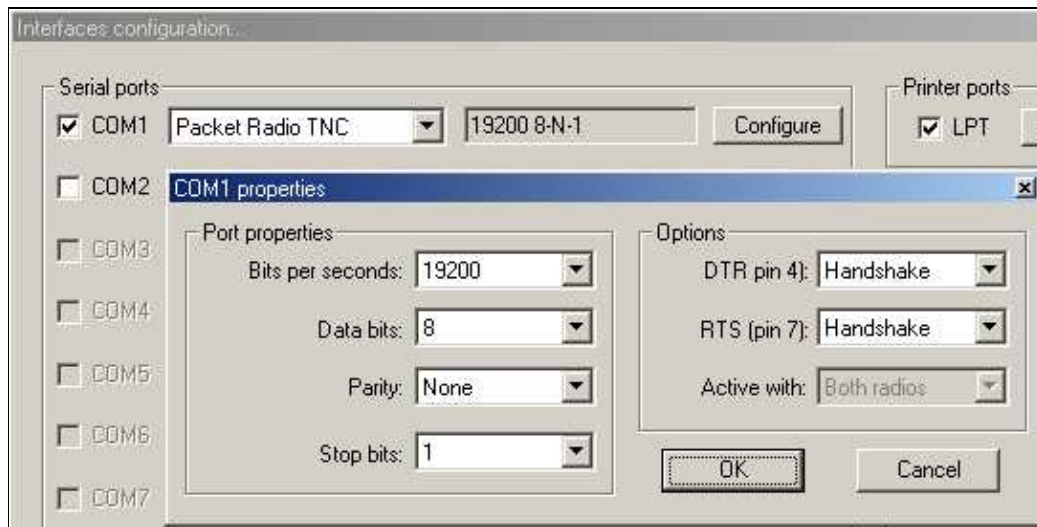 Interfaces configuration...
Serial ports
Printer ports
COM1 Packet Radio TNC 19200 8-N-1 Configure
LPT
COM2
COM1 properties
COM3
COM4
COM5
COM6
COM7
Port properties
Bits per seconds: 19200
Data bits: 8
Parity: None
Stop bits: 1
Options
DTR pin 4): Handshake
RTS (pin 7): Handshake
Active with: Both radios
OK
Cancel